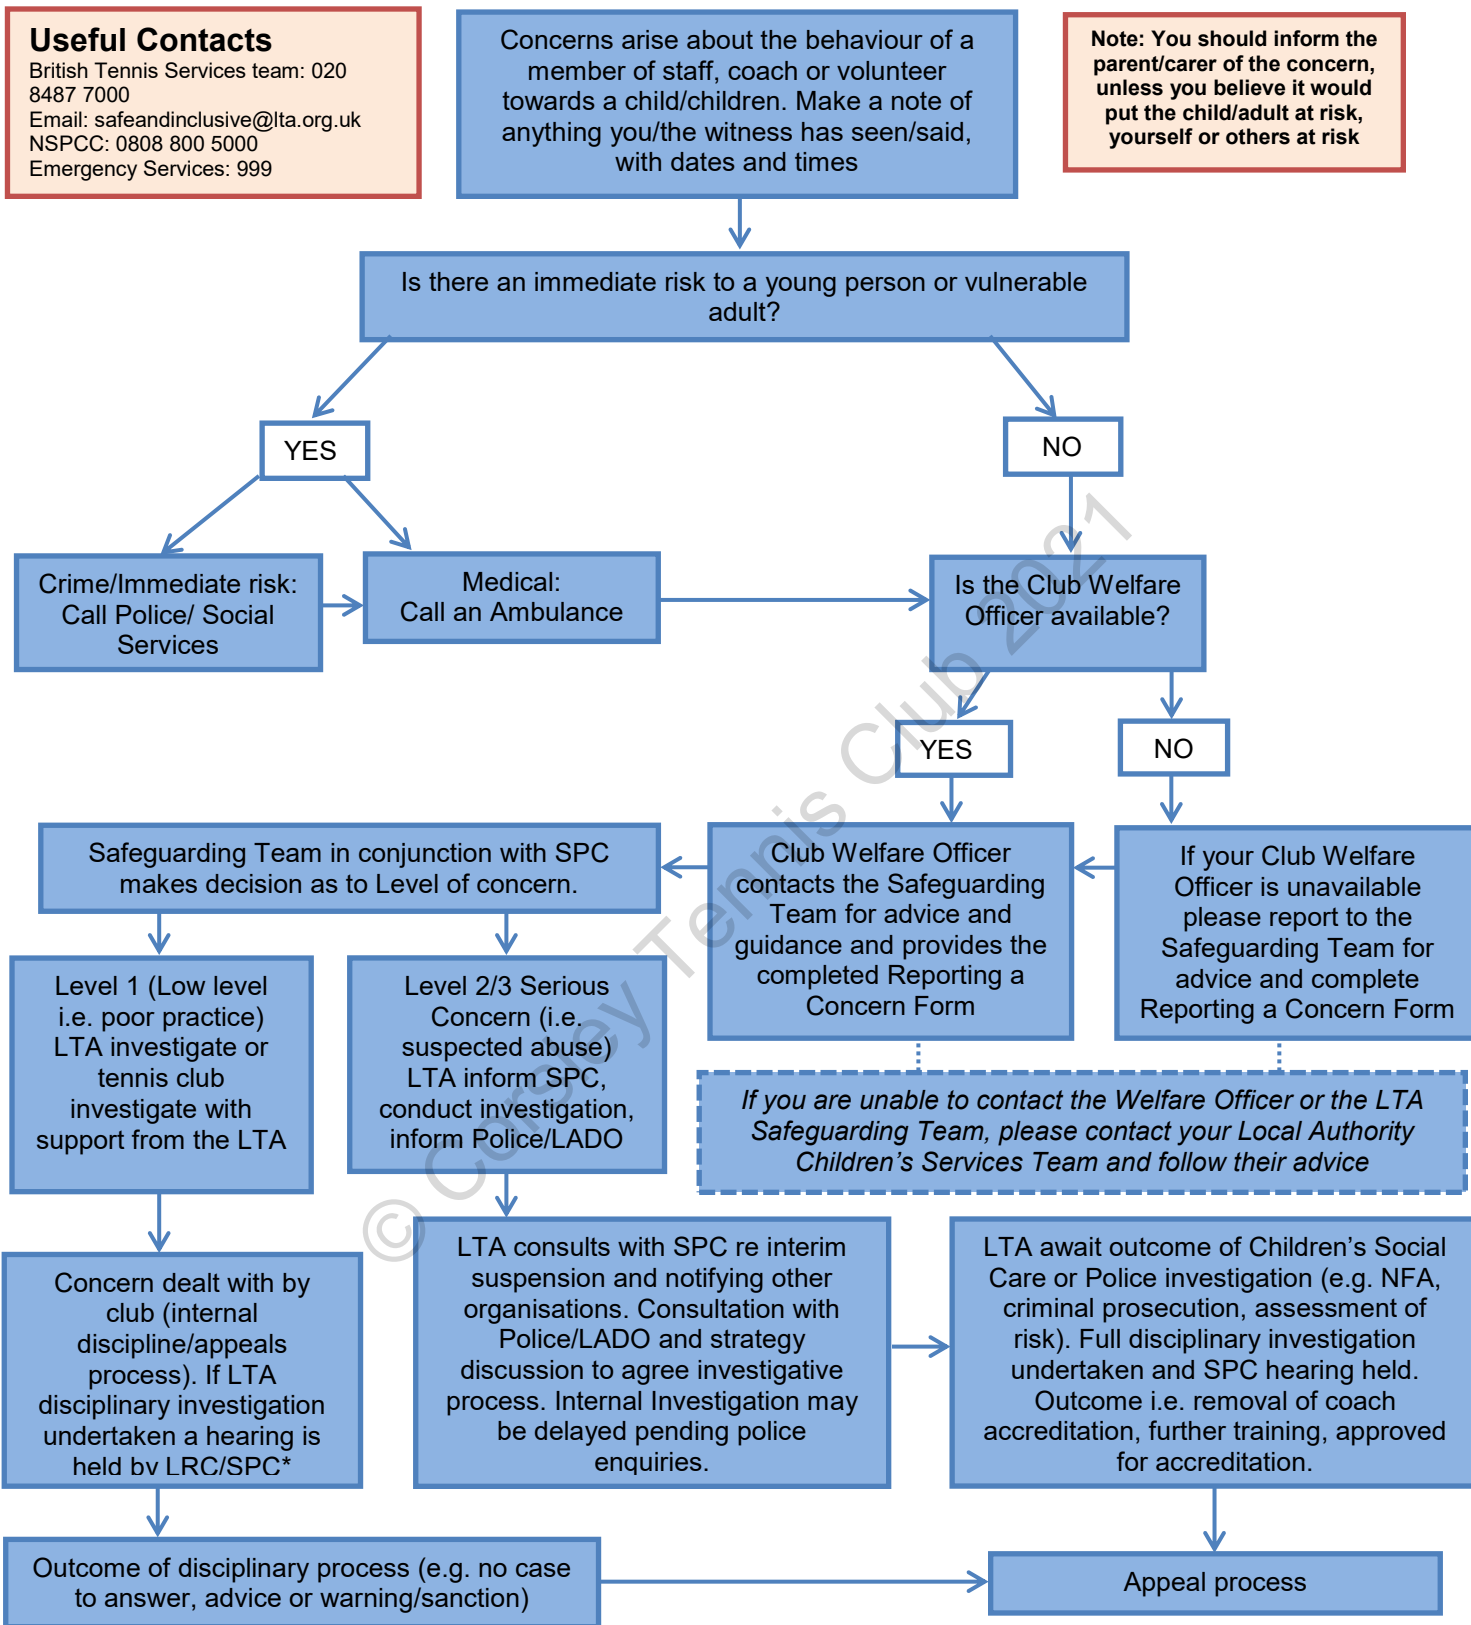 Useful Contacts
British Tennis Services team: 020
8487 7000
Email: safeandinclusive@lta.org.uk
NSPCC: 0808 800 5000
Emergency Services: 999
Concerns arise about the behaviour of a
member of staff, coach or volunteer
towards a child/children. Make a note of
anything you/the witness has seen/said,
with dates and times
Note: You should inform the
parent/carer of the concern,
unless you believe it would
put the child/adult at risk,
yourself or others at risk
Is there an immediate risk to a young person or vulnerable
adult?
YES
NO
Crime/Immediate risk:
Call Police/ Social
Services
Medical:
Call an Ambulance
Is the Club Welfare
Officer available?
YES
NO
Safeguarding Team in conjunction with SPC
makes decision as to Level of concern.
Club Welfare Officer
contacts the Safeguarding
Team for advice and
guidance and provides the
completed Reporting a
Concern Form
If your Club Welfare
Officer is unavailable
please report to the
Safeguarding Team for
advice and complete
Reporting a Concern Form
Level 1 (Low level
i.e. poor practice)
LTA investigate or
tennis club
investigate with
support from the LTA
Level 2/3 Serious
Concern (i.e.
suspected abuse)
LTA inform SPC,
conduct investigation,
inform Police/LADO
If you are unable to contact the Welfare Officer or the LTA
Safeguarding Team, please contact your Local Authority
Children’s Services Team and follow their advice
Concern dealt with by
club (internal
discipline/appeals
process). If LTA
disciplinary investigation
undertaken a hearing is
held by LRC/SPC*
LTA consults with SPC re interim
suspension and notifying other
organisations. Consultation with
Police/LADO and strategy
discussion to agree investigative
process. Internal Investigation may
be delayed pending police
enquiries.
LTA await outcome of Children’s Social
Care or Police investigation (e.g. NFA,
criminal prosecution, assessment of
risk). Full disciplinary investigation
undertaken and SPC hearing held.
Outcome i.e. removal of coach
accreditation, further training, approved
for accreditation.
Outcome of disciplinary process (e.g. no case
to answer, advice or warning/sanction)
Appeal process
© Corsley Tennis Club 2021